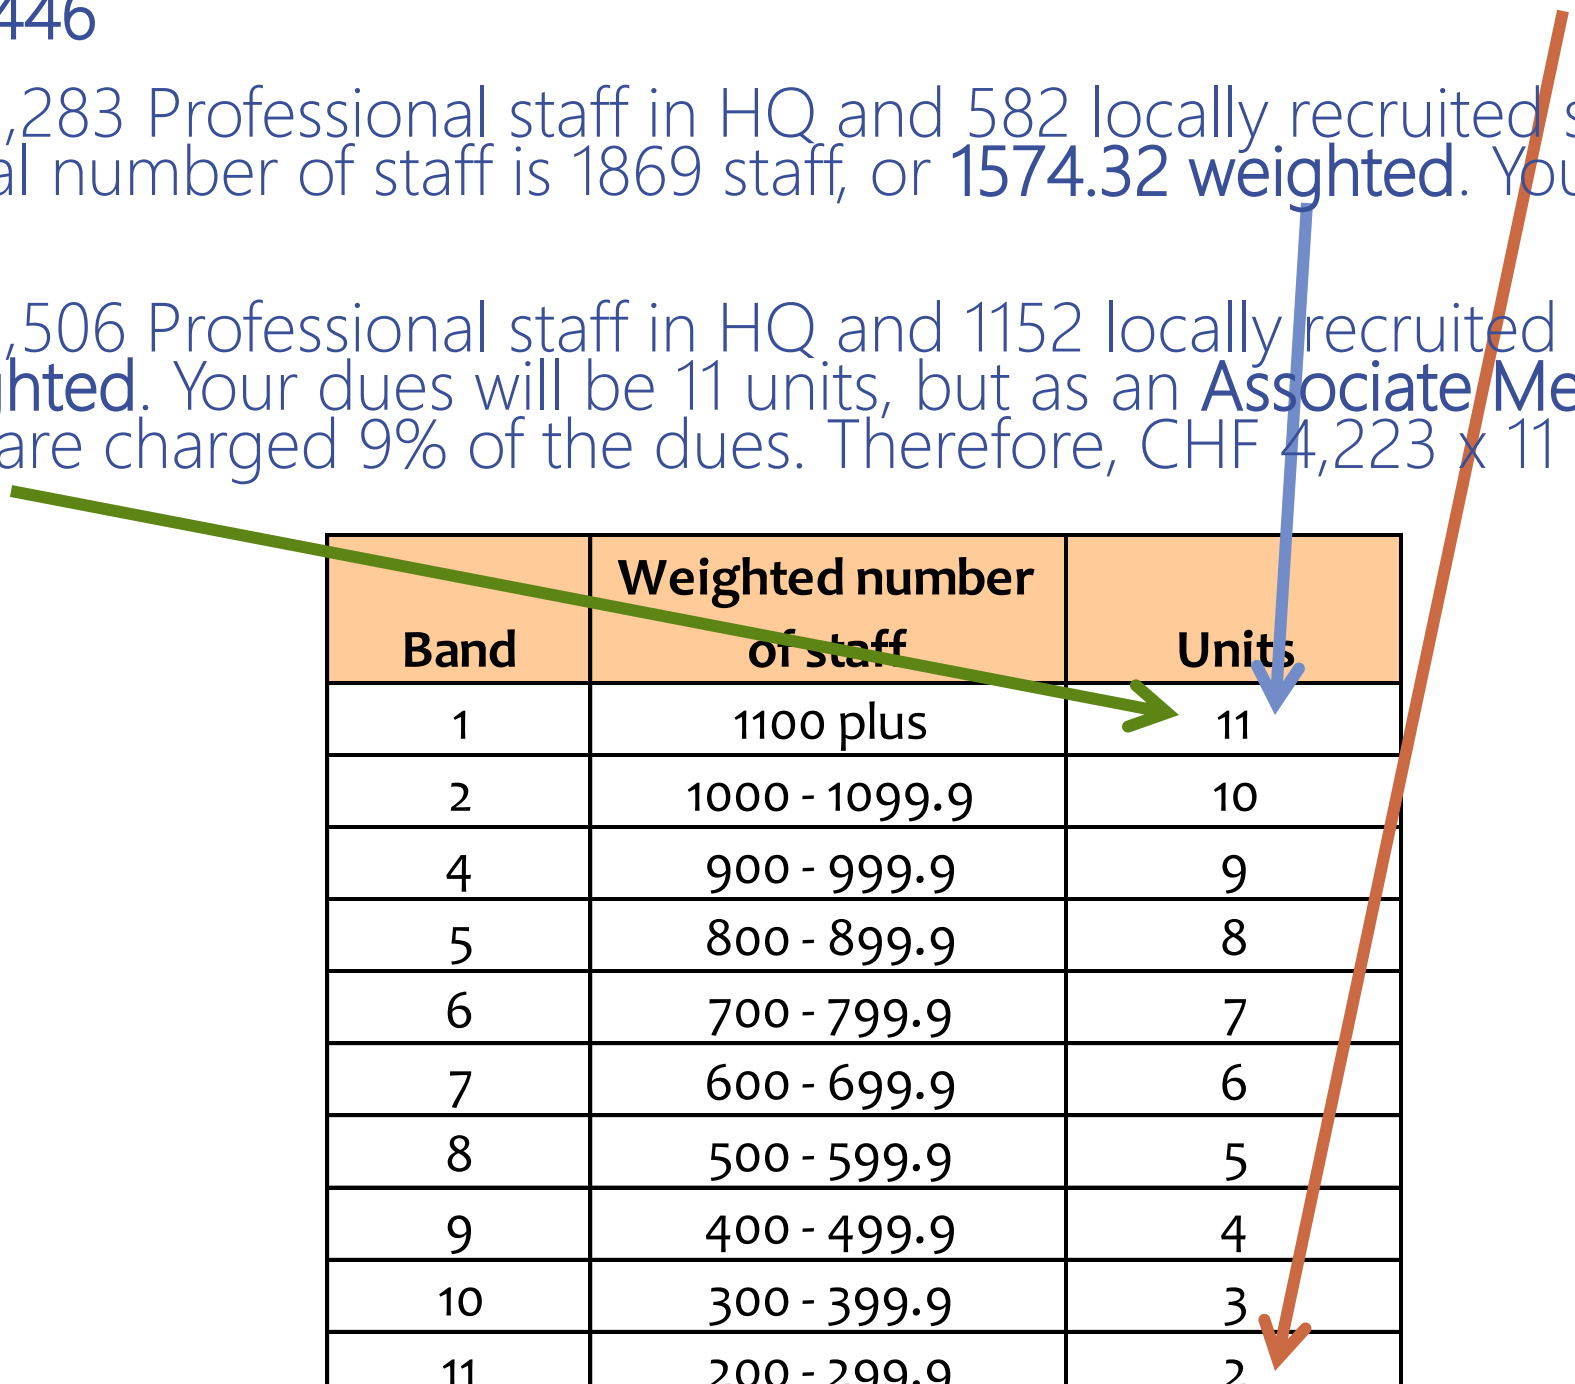 446
,283 Professional staff in HQ and 582 locally recruited s
al number of staff is 1869 staff, or 1574.32 weighted. You
,506 Professional staff in HQ and 1152 locally recruited
ghted. Your dues will be 11 units, but as an Associate Me
are charged 9% of the dues. Therefore, CHF 4,223 x 11
Weighted number
Band of staff Units
1 1100 plus 11
2 1000 - 1099.9 10
4 900 - 999.9 9
5 800 - 899.9 8
6 700 - 799.9 7
7 600 - 699.9 6
8 500 - 599.9 5
9 400 - 499.9 4
10 300 - 399.9 3
11 200 - 299.9 2